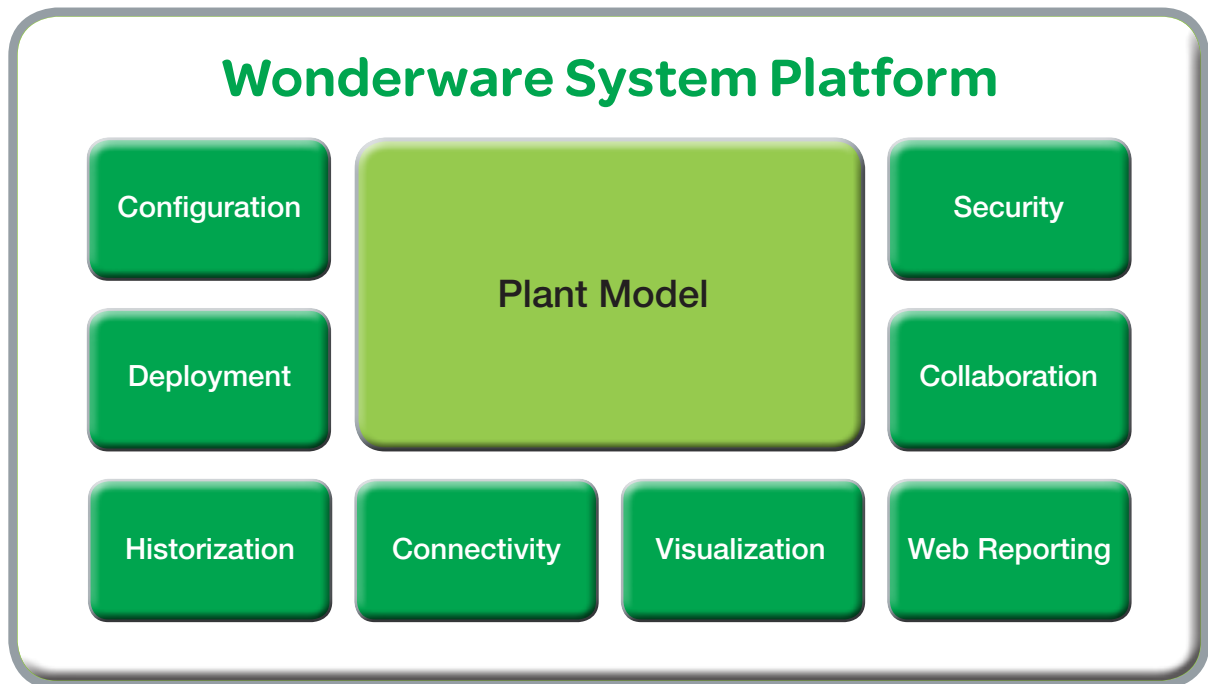 Wonderware System Platform
Configuration
Plant Model
Security
Deployment
Collaboration
Historization
Connectivity
Visualization
Web Reporting